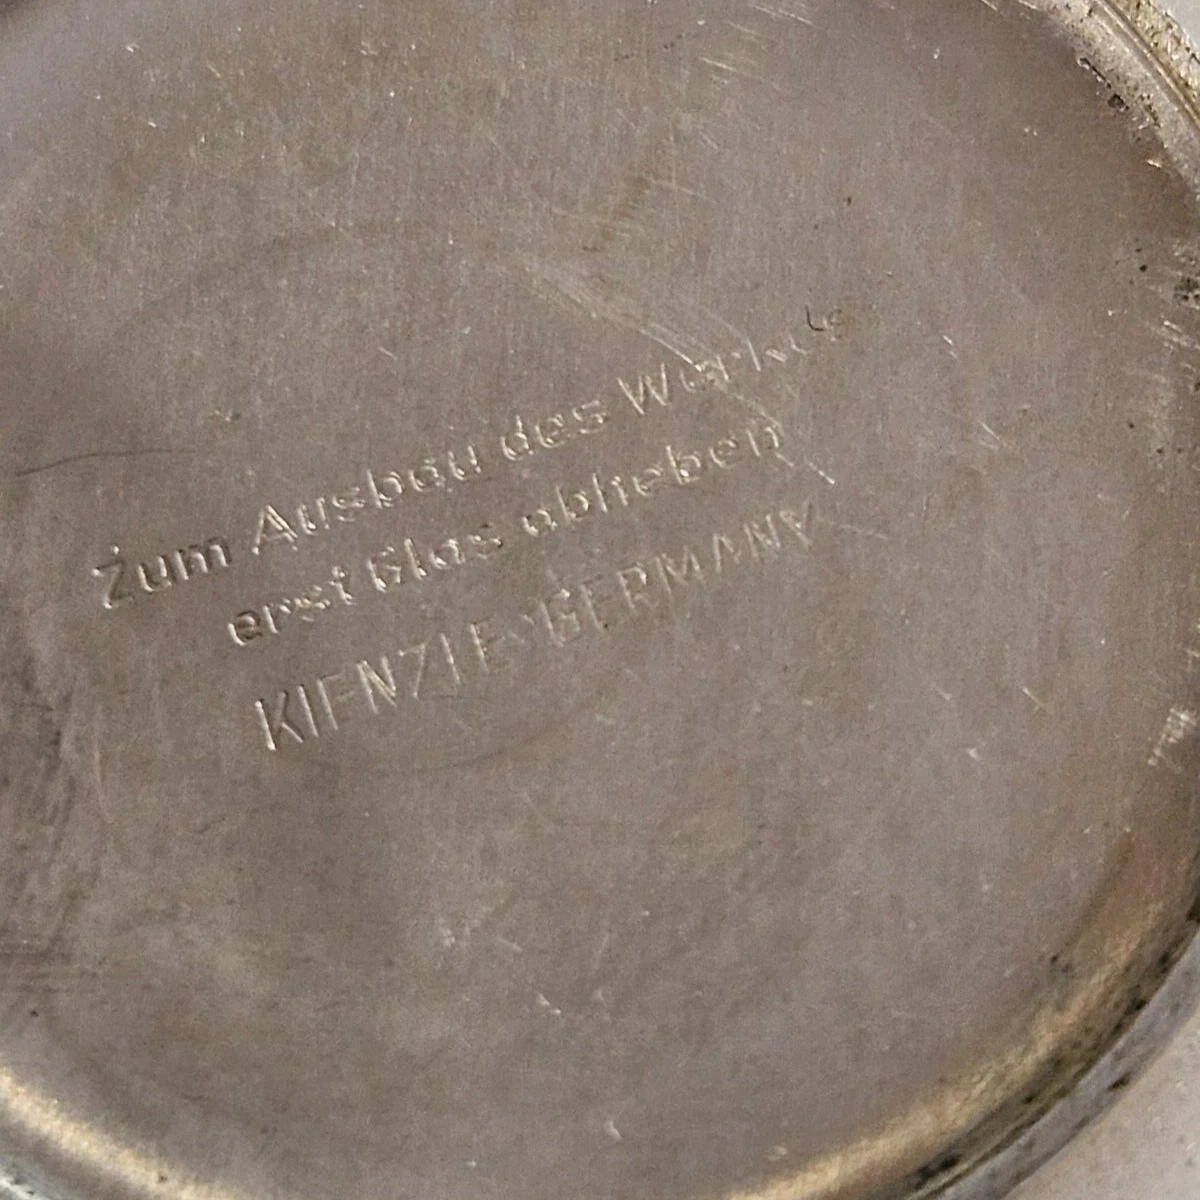 Zum Ausbau des Werkes
erst Glas abheben
KIENZLE·GERMANY